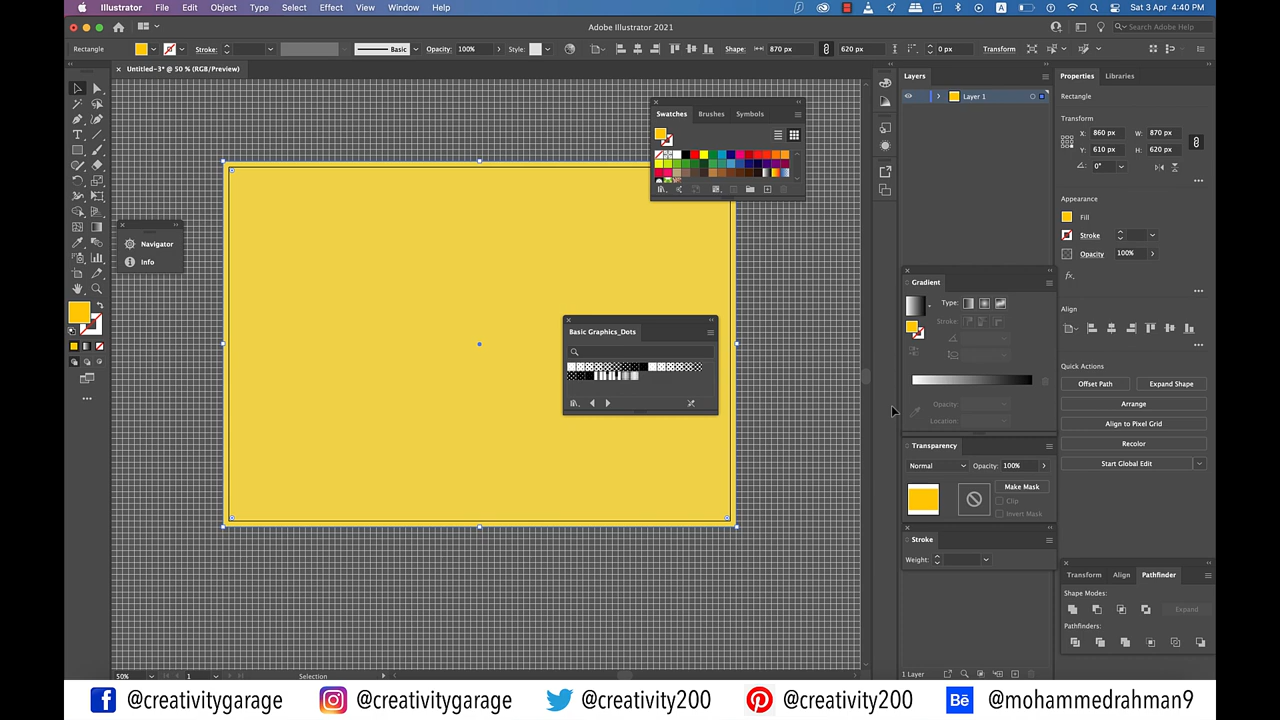 Illustrator File Edit Object Type Select Effect View Window Help
Sat 3 Apr 4:40 PM
Adobe Illustrator 2021
Search Adobe Help
Rectangle Stroke: Basic Opacity: 100% Style: Shape: 870 px 620 px 0 px Transform
Untitled-3* @ 50 % (RGB/Preview)
Navigator
Info
Swatches Brushes Symbols
Basic Graphics_Dots
Layers
Layer 1
Gradient
Type:
Stroke:
Opacity:
Location:
Transparency
Normal Opacity: 100%
Make Mask
Clip
Invert Mask
Stroke
Weight:
1 Layer
Properties Libraries
Rectangle
Transform
X: 860 px W: 870 px
Y: 610 px H: 620 px
0°
Appearance
Fill
Stroke
Opacity 100%
fx.
Align
Quick Actions
Offset Path Expand Shape
Arrange
Align to Pixel Grid
Recolor
Start Global Edit
Transform Align Pathfinder
Shape Modes:
Expand
Pathfinders:
50% 1 Selection
@creativitygarage @creativitygarage @creativity200 @creativity200 @mohammedrahman9